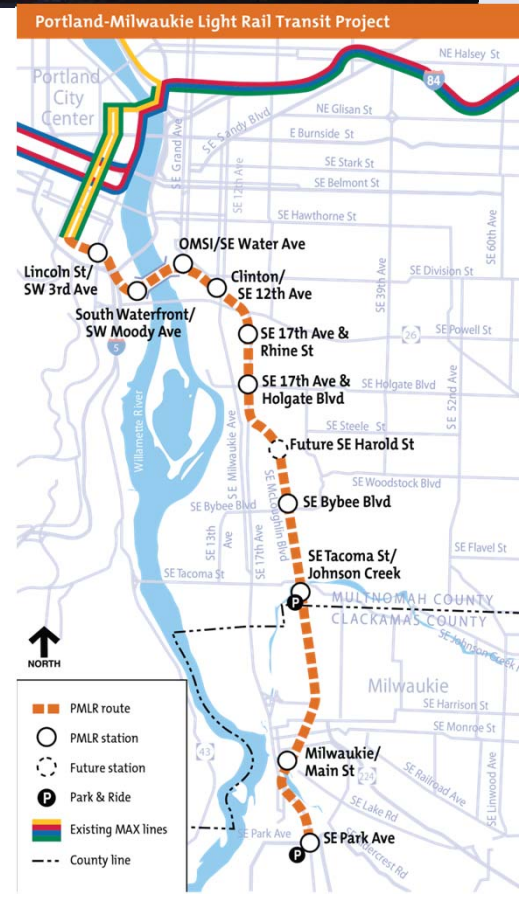 Portland-Milwaukie Light Rail Transit Project
NE Halsey St
Portland
City
Center
84
NE Glisan St
SE Sandy Blvd
E Burnside St
SE Grand Ave
SE 12th Ave
SE Stark St
SE Belmont St
SE Hawthorne St
SE 60th Ave
OMSI/SE Water Ave
Lincoln St/
SW 3rd Ave
Clinton/
SE 12th Ave
SE Division St
SE 39th Ave
South Waterfront/
SW Moody Ave
5
SE 17th Ave &
Rhine St
26
SE Powell St
SE 17th Ave &
Holgate Blvd
SE Holgate Blvd
SE 52nd Ave
Willamette River
SE Milwaukie Ave
SE Steele St
Future SE Harold St
SE McLoughlin Blvd
SE Woodstock Blvd
SE Bybee Blvd
SE Bybee Blvd
SE 13th
Ave
SE 17th Ave
SE Flavel St
SE Tacoma St/
Johnson Creek
SE Tacoma St
P
MULTNOMAH COUNTY
CLACKAMAS COUNTY
SE Johnson Creek
NORTH
Milwaukie
SE Harrison St
SE Monroe St
PMLR route
PMLR station
Future station
P Park & Ride
Existing MAX lines
County line
43
Milwaukie/
Main St
224
SE Railroad Ave
SE Linwood Ave
SE Lake Rd
SE Park Ave
SE Park Ave
P